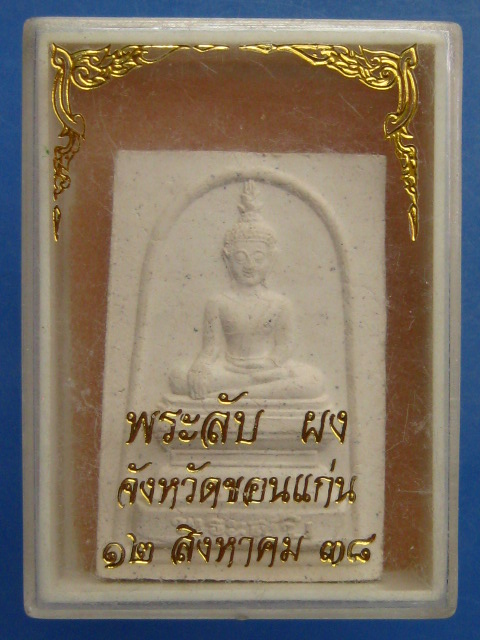 พระลับ ผง
จังหวัดขอนแก่น
๑๒ สิงหาคม ๓๘